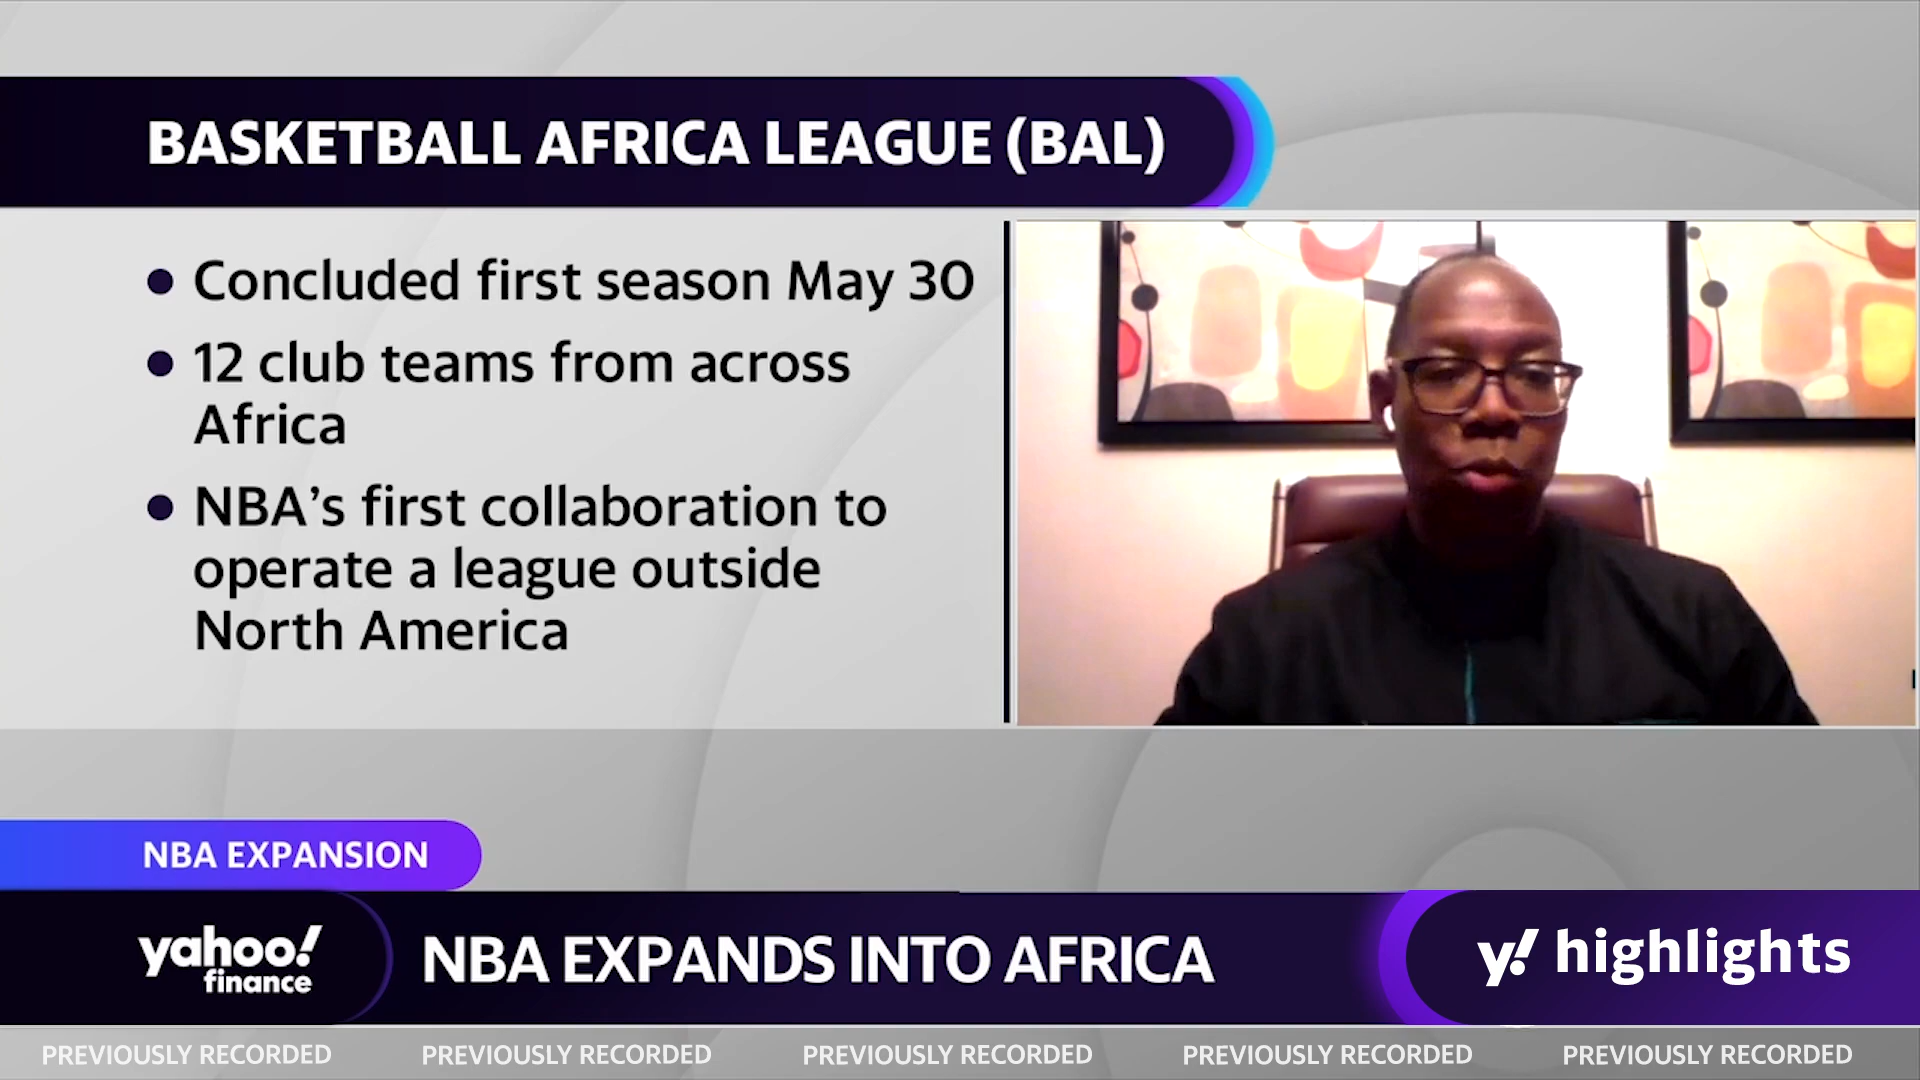 BASKETBALL AFRICA LEAGUE (BAL)
• Concluded first season May 30
• 12 club teams from across
Africa
• NBA’s first collaboration to
operate a league outside
North America
NBA EXPANSION
yahoo!
finance
NBA EXPANDS INTO AFRICA
y! highlights
PREVIOUSLY RECORDED PREVIOUSLY RECORDED PREVIOUSLY RECORDED PREVIOUSLY RECORDED PREVIOUSLY RECORDED